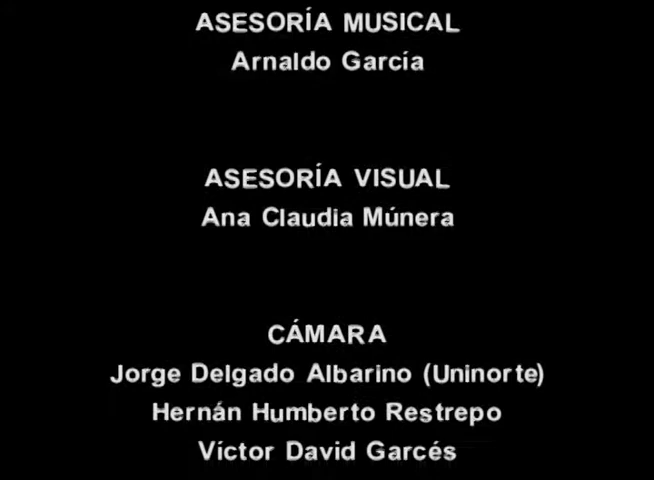 ASESORÍA MUSICAL
Arnaldo García
ASESORÍA VISUAL
Ana Claudia Múnera
CÁMARA
Jorge Delgado Albarino (Uninorte)
Hernán Humberto Restrepo
Víctor David Garcés